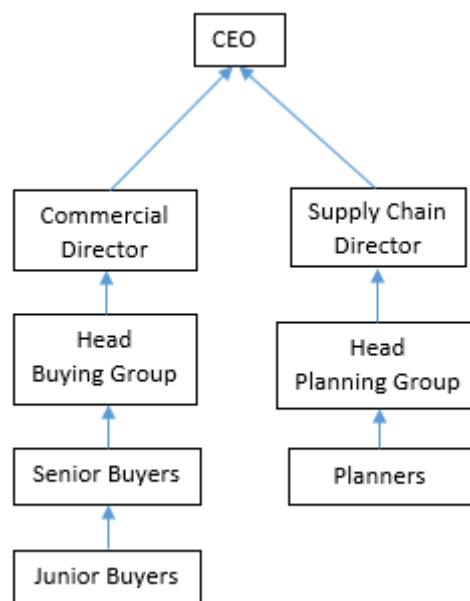 CEO
Commercial
Director
Supply Chain
Director
Head
Buying Group
Head
Planning Group
Senior Buyers
Planners
Junior Buyers